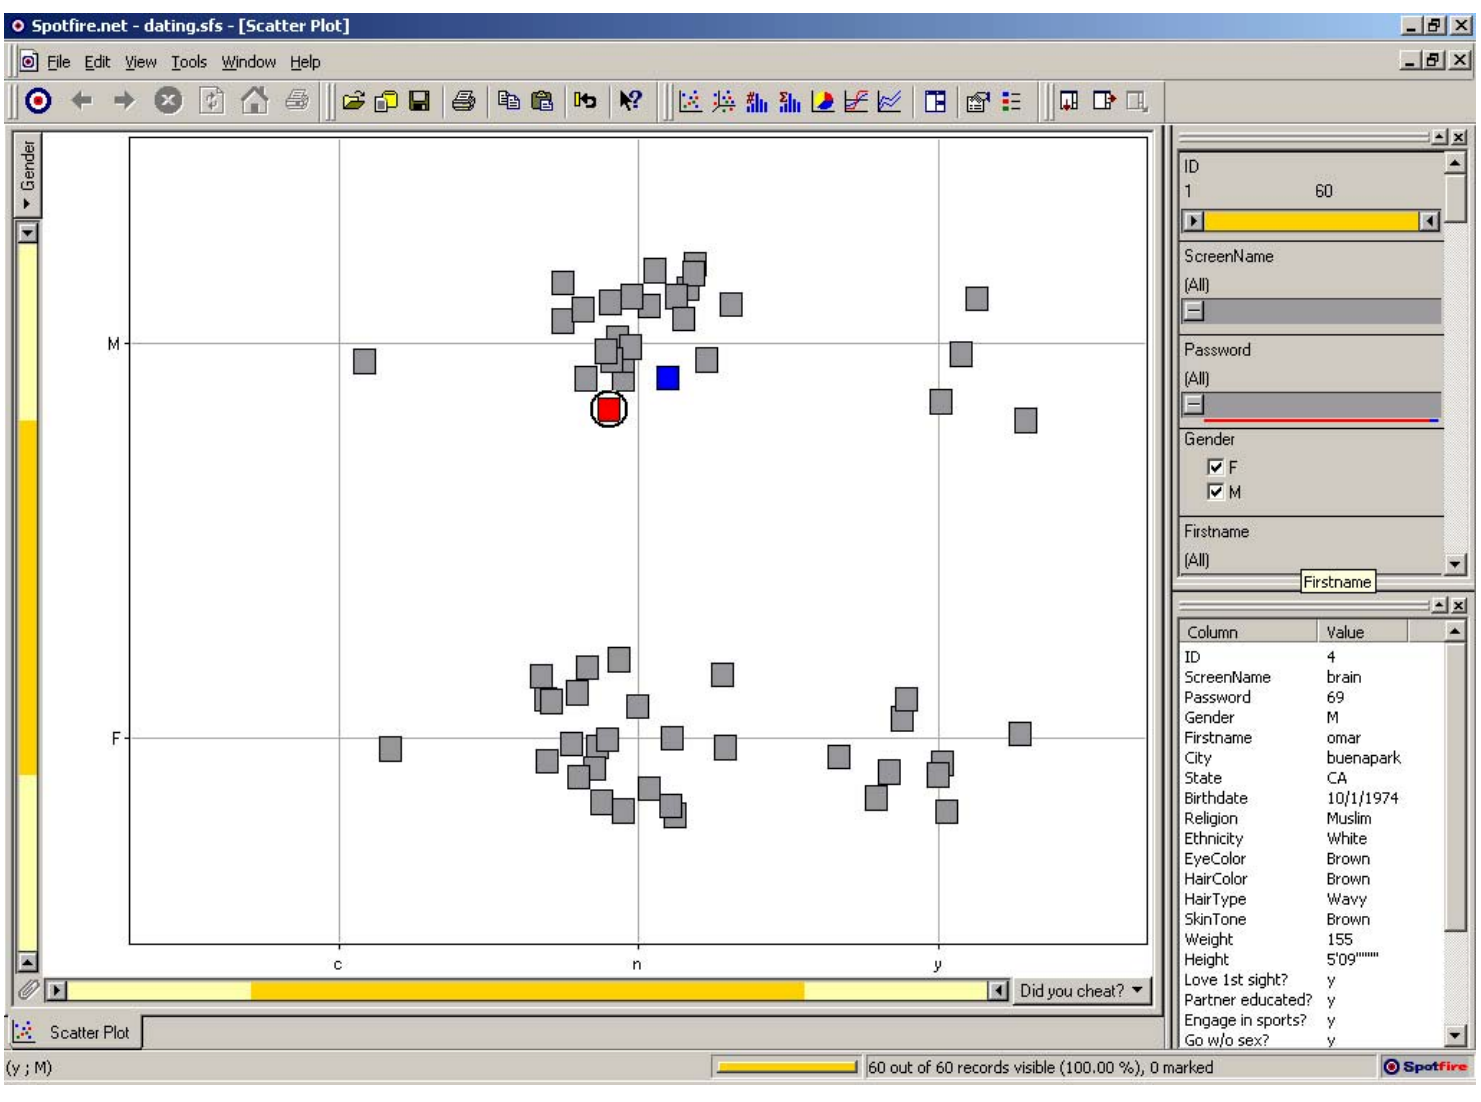 Spotfire.net - dating.sfs - [Scatter Plot]
File Edit View Tools Window Help
Gender
M
F
c n y
Did you cheat?
Scatter Plot
(y ; M)
60 out of 60 records visible (100.00 %), 0 marked
Spotfire
ID
1 60
ScreenName
(All)
Password
(All)
Gender
F
M
Firstname
(All)
Firstname
Column Value
ID 4
ScreenName brain
Password 69
Gender M
Firstname omar
City buenapark
State CA
Birthdate 10/1/1974
Religion Muslim
Ethnicity White
EyeColor Brown
HairColor Brown
HairType Wavy
SkinTone Brown
Weight 155
Height 5'09""""
Love 1st sight? y
Partner educated? y
Engage in sports? y
Go w/o sex? y